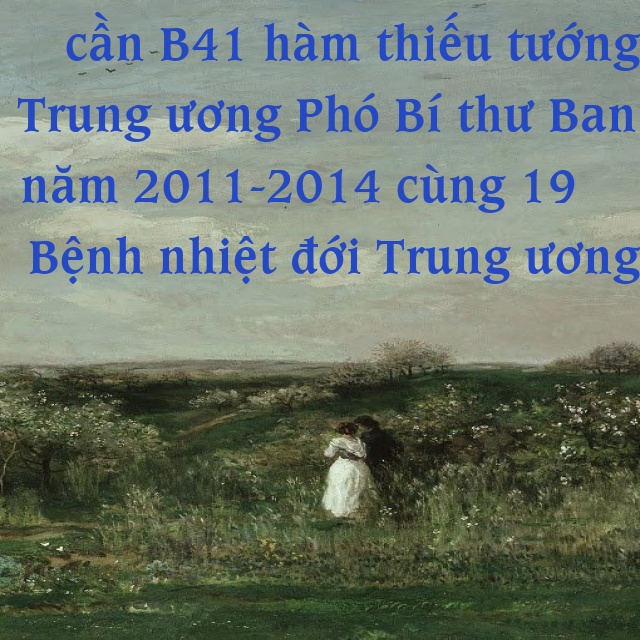 cần B41 hàm thiếu tướng
Trung ương Phó Bí thư Ban
năm 2011-2014 cùng 19
Bệnh nhiệt đới Trung ương